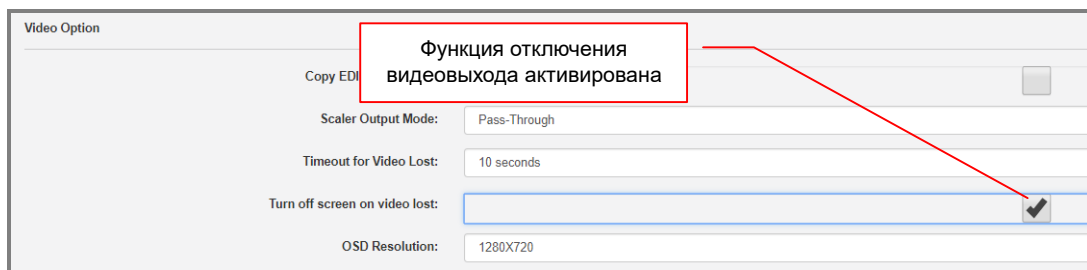 Video Option
Функция отключения
видеовыхода активирована
Copy EDI
Scaler Output Mode:
Pass-Through
Timeout for Video Lost:
10 seconds
Turn off screen on video lost:
OSD Resolution:
1280X720